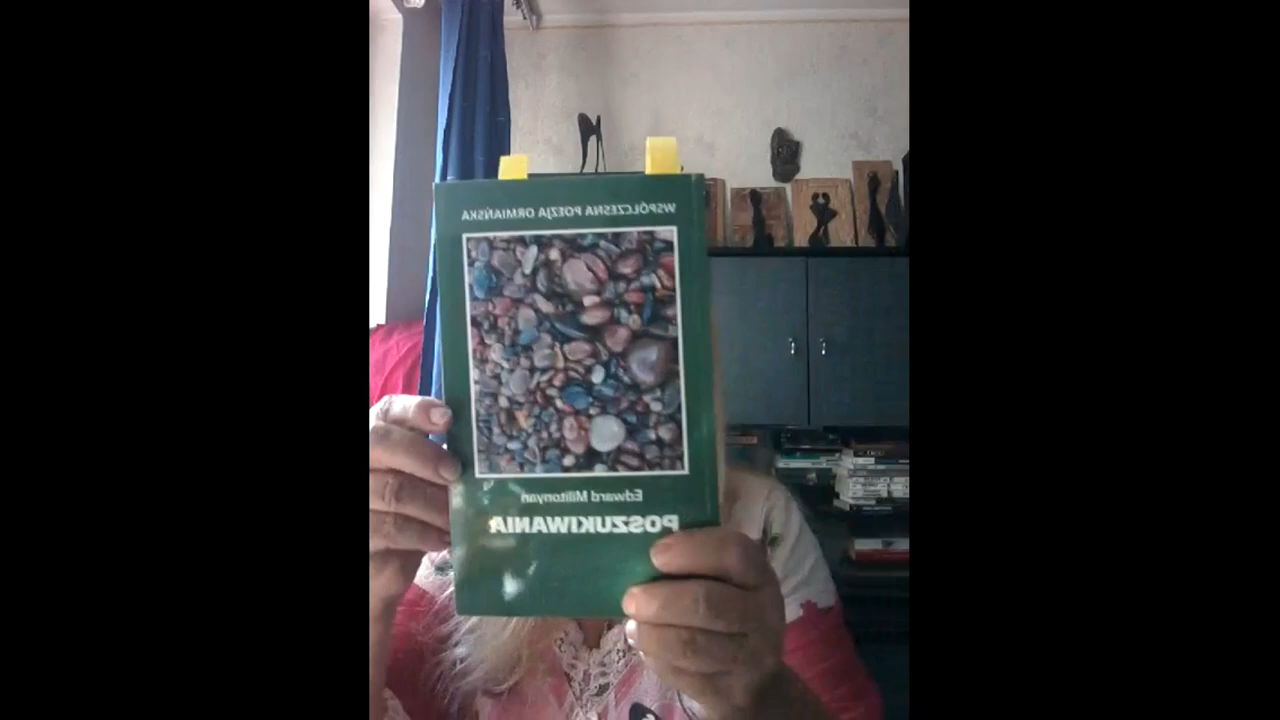 WSPÓŁCZESNA POEZJA ORMIAŃSKA
Edward Militonyan
POSZUKIWANIA